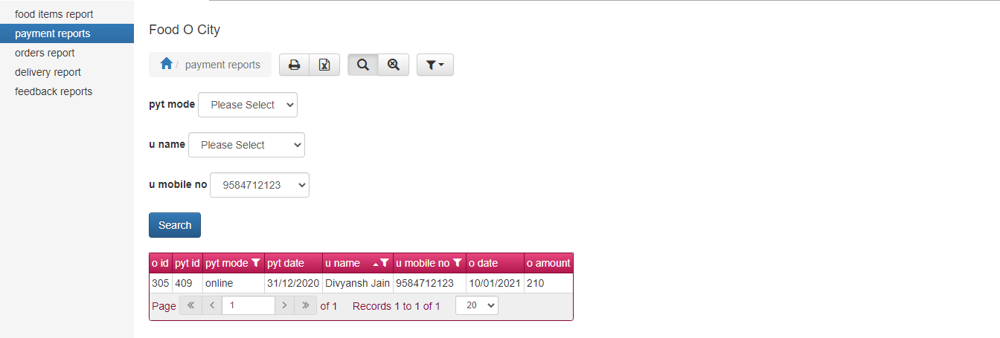 food items report
payment reports
orders report
delivery report
feedback reports
Food O City
/ payment reports
pyt mode Please Select
u name Please Select
u mobile no 9584712123
Search
o id pyt id pyt mode pyt date u name u mobile no o date o amount
305 409 online 31/12/2020 Divyansh Jain 9584712123 10/01/2021 210
Page « < 1 > » of 1 Records 1 to 1 of 1 20